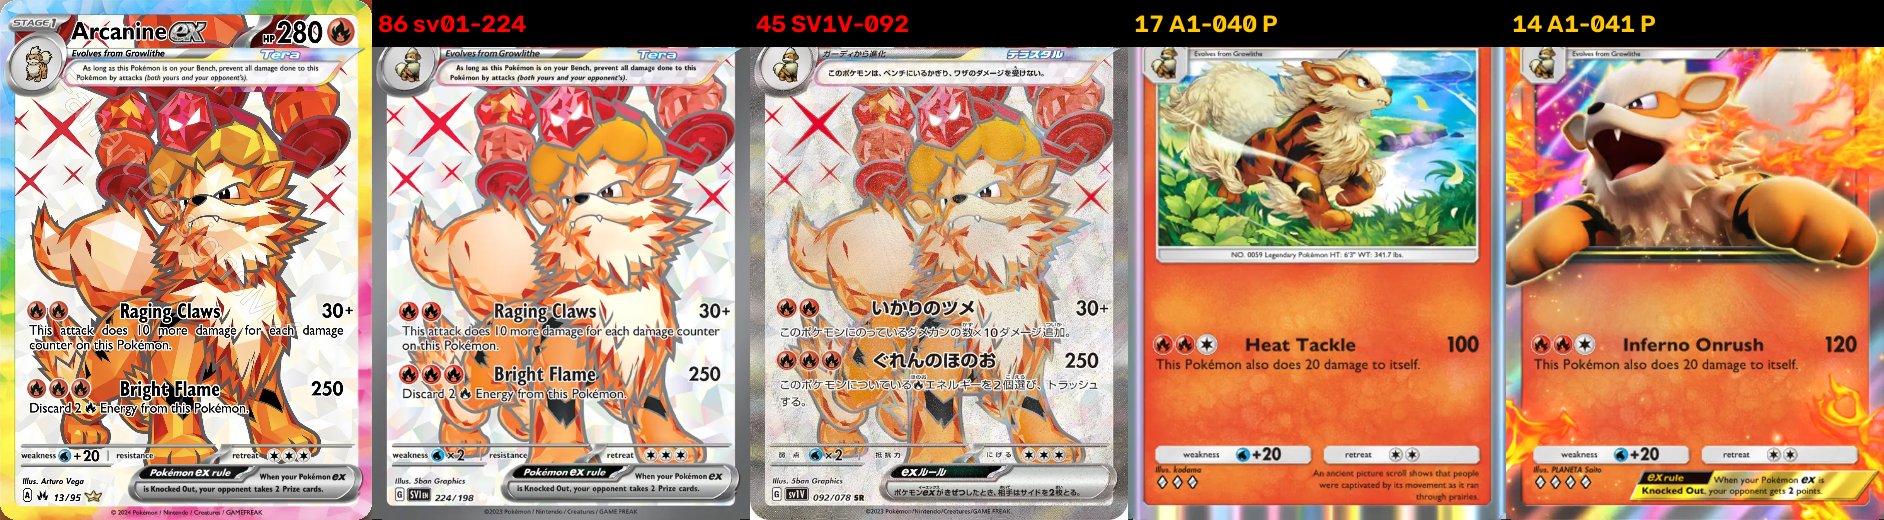 STAGE1
Arcanine ex
HP 280
Evolves from Growlithe
Tera
As long as this Pokémon is on your Bench, prevent all damage done to this
Pokémon by attacks (both yours and your opponent's).
Raging Claws 30+
This attack does 10 more damage for each damage
counter on this Pokémon.
Bright Flame 250
Discard 2 Energy from this Pokémon.
weakness +20 resistance retreat
Pokémon ex rule
When your Pokémon ex
is Knocked Out, your opponent takes 2 Prize cards.
Illus. Arturo Vega
A 13/95
© 2024 Pokémon / Nintendo / Creatures / GAMEFREAK
86 sv01-224
Evolves from Growlithe
Tera
As long as this Pokémon is on your Bench, prevent all damage done to this
Pokémon by attacks (both yours and your opponent's).
Raging Claws 30+
This attack does 10 more damage for each damage counter
on this Pokémon.
Bright Flame 250
Discard 2 Energy from this Pokémon.
weakness ×2 resistance retreat
Pokémon ex rule
When your Pokémon ex
is Knocked Out, your opponent takes 2 Prize cards.
Illus. 5ban Graphics
G SVI EN 224/198
©2023 Pokémon / Nintendo / Creatures / GAME FREAK
45 SV1V-092
ガーディから進化
テラスタル
このポケモンは、ベンチにいるかぎり、ワザのダメージを受けない。
いかりのツメ 30+
このポケモンにのっているダメカンの数×10ダメージ追加。
ぐれんのほのお 250
このポケモンについているエネルギーを2個選び、トラッシュ
する。
弱点 ×2 抵抗力 にげる
exルール
ポケモンexがきぜつしたとき、相手はサイドを2枚とる。
Illus. 5ban Graphics
G sv1V 092/078 SR
©2023 Pokémon/Nintendo/Creatures/GAME FREAK
17 A1-040 P
Evolves from Growlithe
NO. 0059 Legendary Pokémon HT: 6'3" WT: 341.7 lbs.
Heat Tackle 100
This Pokémon also does 20 damage to itself.
weakness +20 retreat
Illus. kodama
An ancient picture scroll shows that people
were captivated by its movement as it ran
through prairies.
14 A1-041 P
Evolves from Growlithe
Inferno Onrush 120
This Pokémon also does 20 damage to itself.
weakness +20 retreat
Illus. PLANETA Saito
ex rule
When your Pokémon ex is
Knocked Out, your opponent gets 2 points.